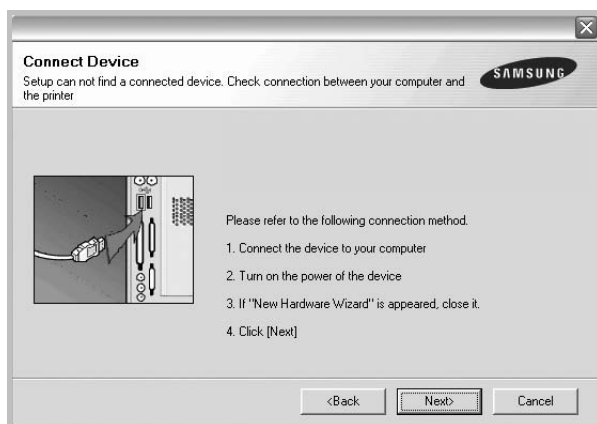 Connect Device
Setup can not find a connected device. Check connection between your computer and
the printer
SAMSUNG
Please refer to the following connection method.
1. Connect the device to your computer
2. Turn on the power of the device
3. If "New Hardware Wizard" is appeared, close it.
4. Click [Next]
<Back
Next>
Cancel